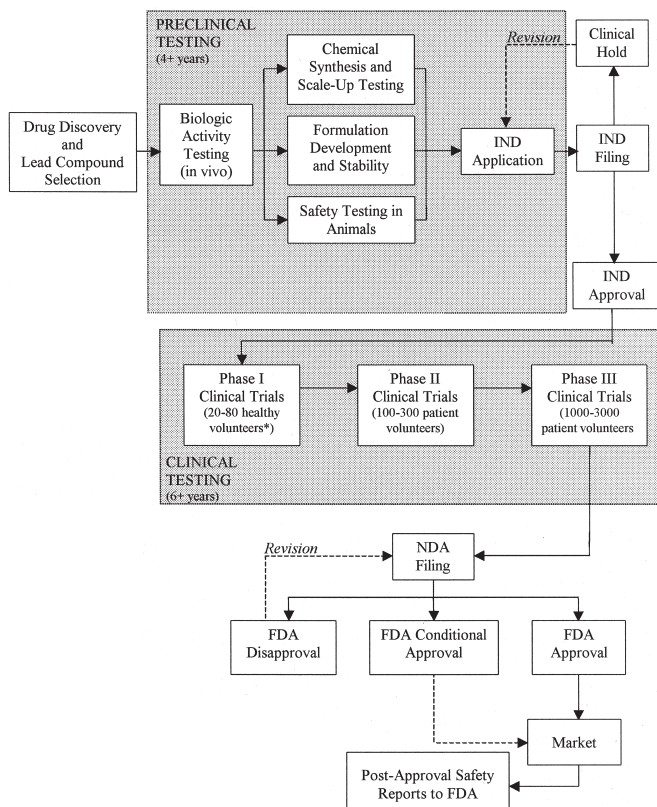 PRECLINICAL
TESTING
(4+ years)
Chemical
Synthesis and
Scale-Up Testing
Revision
Clinical
Hold
Drug Discovery
and
Lead Compound
Selection
Biologic
Activity
Testing
(in vivo)
Formulation
Development
and Stability
IND
Application
IND
Filing
Safety Testing in
Animals
IND
Approval
Phase I
Clinical Trials
(20-80 healthy
volunteers*)
Phase II
Clinical Trials
(100-300 patient
volunteers)
Phase III
Clinical Trials
(1000-3000
patient volunteers
CLINICAL
TESTING
(6+ years)
Revision
NDA
Filing
FDA
Disapproval
FDA Conditional
Approval
FDA
Approval
Market
Post-Approval Safety
Reports to FDA